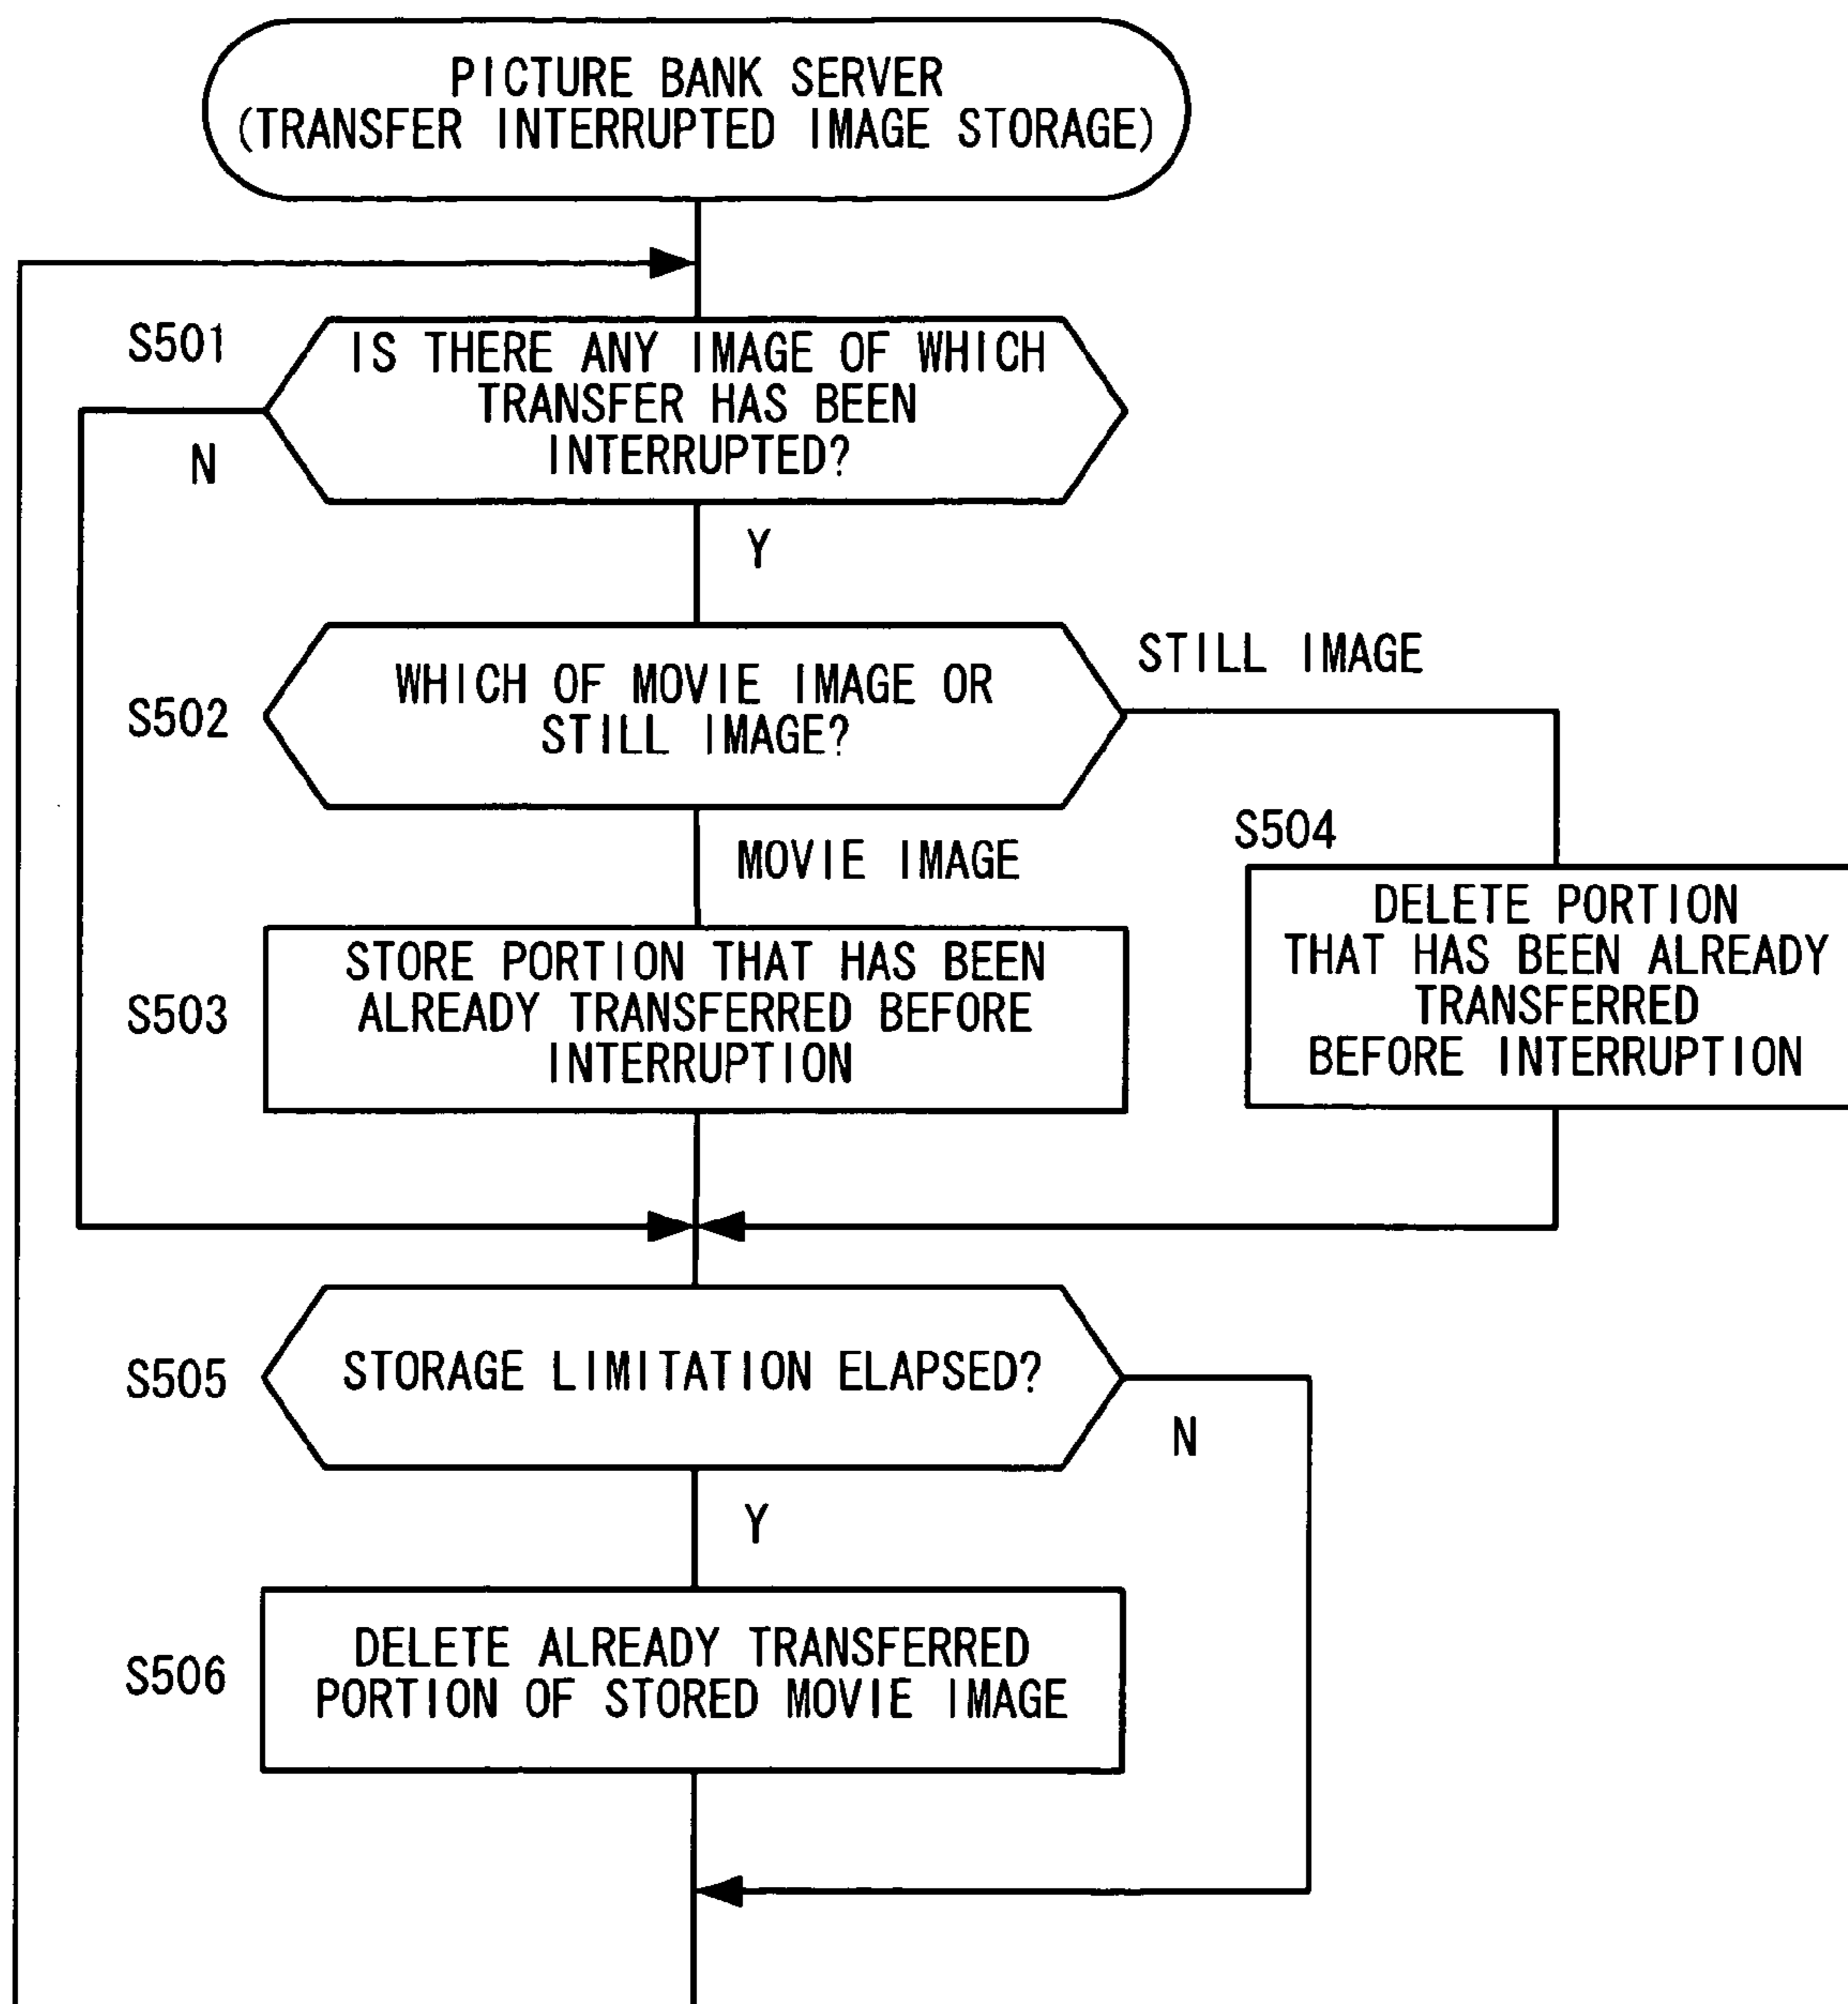 PICTURE BANK SERVER
(TRANSFER INTERRUPTED IMAGE STORAGE)
S501
IS THERE ANY IMAGE OF WHICH
TRANSFER HAS BEEN
INTERRUPTED?
N
Y
S502
WHICH OF MOVIE IMAGE OR
STILL IMAGE?
STILL IMAGE
MOVIE IMAGE
S504
DELETE PORTION
THAT HAS BEEN ALREADY
TRANSFERRED
BEFORE INTERRUPTION
S503
STORE PORTION THAT HAS BEEN
ALREADY TRANSFERRED BEFORE
INTERRUPTION
S505
STORAGE LIMITATION ELAPSED?
N
Y
S506
DELETE ALREADY TRANSFERRED
PORTION OF STORED MOVIE IMAGE